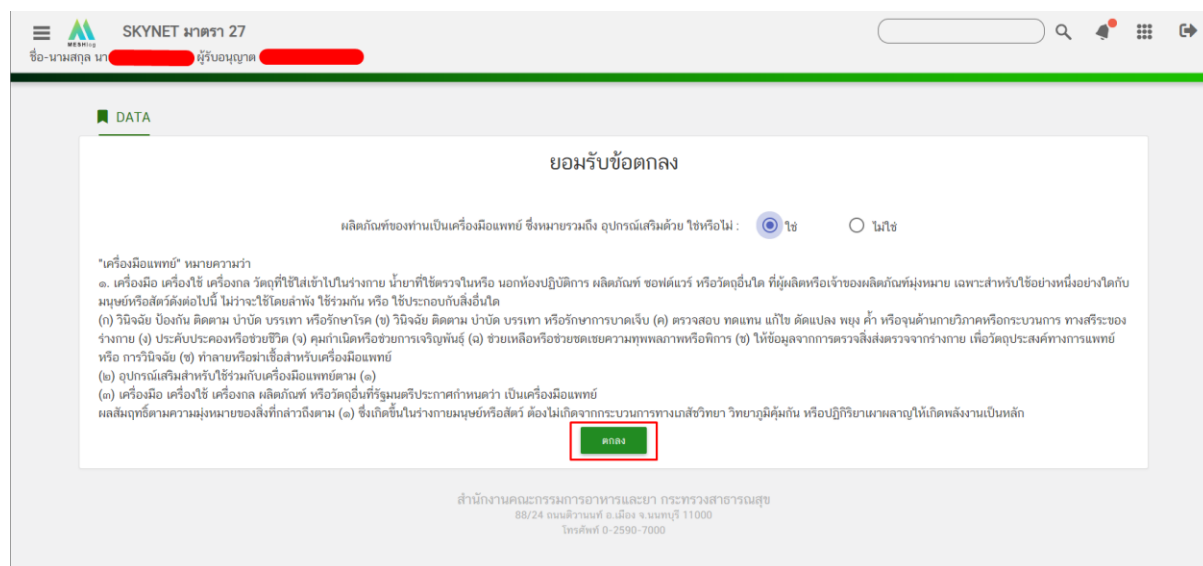 SKYNET มาตรา 27
MESHlog
ชื่อ-นามสกุล นา ผู้รับอนุญาต
DATA
ยอมรับข้อตกลง
ผลิตภัณฑ์ของท่านเป็นเครื่องมือแพทย์ ซึ่งหมายรวมถึง อุปกรณ์เสริมด้วย ใช่หรือไม่ : ใช่ ไม่ใช่
"เครื่องมือแพทย์" หมายความว่า
๑. เครื่องมือ เครื่องใช้ เครื่องกล วัตถุที่ใช้ใส่เข้าไปในร่างกาย น้ำยาที่ใช้ตรวจในหรือ นอกห้องปฏิบัติการ ผลิตภัณฑ์ ซอฟต์แวร์ หรือวัตถุอื่นใด ที่ผู้ผลิตหรือเจ้าของผลิตภัณฑ์มุ่งหมาย เฉพาะสำหรับใช้อย่างหนึ่งอย่างใดกับ
มนุษย์หรือสัตว์ดังต่อไปนี้ ไม่ว่าจะใช้โดยลำพัง ใช้ร่วมกัน หรือ ใช้ประกอบกับสิ่งอื่นใด
(ก) วินิจฉัย ป้องกัน ติดตาม บำบัด บรรเทา หรือรักษาโรค (ข) วินิจฉัย ติดตาม บำบัด บรรเทา หรือรักษาการบาดเจ็บ (ค) ตรวจสอบ ทดแทน แก้ไข ดัดแปลง พยุง ค้ำ หรือจุนด้านกายวิภาคหรือกระบวนการ ทางสรีระของ
ร่างกาย (ง) ประคับประคองหรือช่วยชีวิต (จ) คุมกำเนิดหรือช่วยการเจริญพันธุ์ (ฉ) ช่วยเหลือหรือช่วยชดเชยความทุพพลภาพหรือพิการ (ช) ให้ข้อมูลจากการตรวจสิ่งส่งตรวจจากร่างกาย เพื่อวัตถุประสงค์ทางการแพทย์
หรือ การวินิจฉัย (ซ) ทำลายหรือฆ่าเชื้อสำหรับเครื่องมือแพทย์
(๒) อุปกรณ์เสริมสำหรับใช้ร่วมกับเครื่องมือแพทย์ตาม (๑)
(๓) เครื่องมือ เครื่องใช้ เครื่องกล ผลิตภัณฑ์ หรือวัตถุอื่นที่รัฐมนตรีประกาศกำหนดว่า เป็นเครื่องมือแพทย์
ผลสัมฤทธิ์ตามความมุ่งหมายของสิ่งที่กล่าวถึงตาม (๑) ซึ่งเกิดขึ้นในร่างกายมนุษย์หรือสัตว์ ต้องไม่เกิดจากกระบวนการทางเภสัชวิทยา วิทยาภูมิคุ้มกัน หรือปฏิกิริยาเผาผลาญให้เกิดพลังงานเป็นหลัก
ตกลง
สำนักงานคณะกรรมการอาหารและยา กระทรวงสาธารณสุข
88/24 ถนนติวานนท์ อ.เมือง จ.นนทบุรี 11000
โทรศัพท์ 0-2590-7000